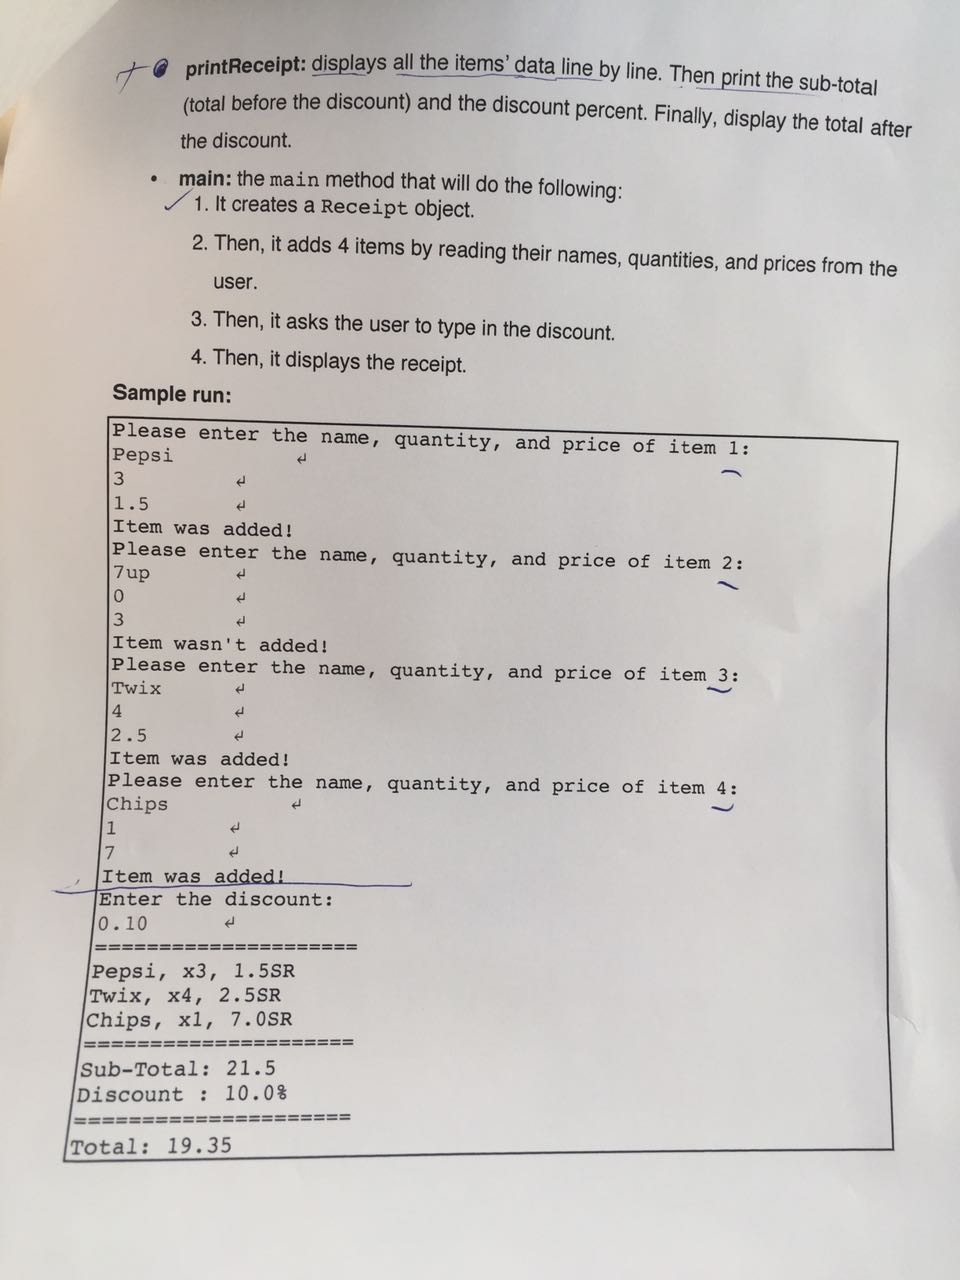 • printReceipt: displays all the items' data line by line. Then print the sub-total
(total before the discount) and the discount percent. Finally, display the total after
the discount.
• main: the main method that will do the following:
1. It creates a Receipt object.
2. Then, it adds 4 items by reading their names, quantities, and prices from the
user.
3. Then, it asks the user to type in the discount.
4. Then, it displays the receipt.
Sample run:
Please enter the name, quantity, and price of item 1:
Pepsi ↵
3 ↵
1.5 ↵
Item was added!
Please enter the name, quantity, and price of item 2:
7up ↵
0 ↵
3 ↵
Item wasn't added!
Please enter the name, quantity, and price of item 3:
Twix ↵
4 ↵
2.5 ↵
Item was added!
Please enter the name, quantity, and price of item 4:
Chips ↵
1 ↵
7 ↵
Item was added!
Enter the discount:
0.10 ↵
=====================
Pepsi, x3, 1.5SR
Twix, x4, 2.5SR
Chips, x1, 7.0SR
=====================
Sub-Total: 21.5
Discount : 10.0%
=====================
Total: 19.35